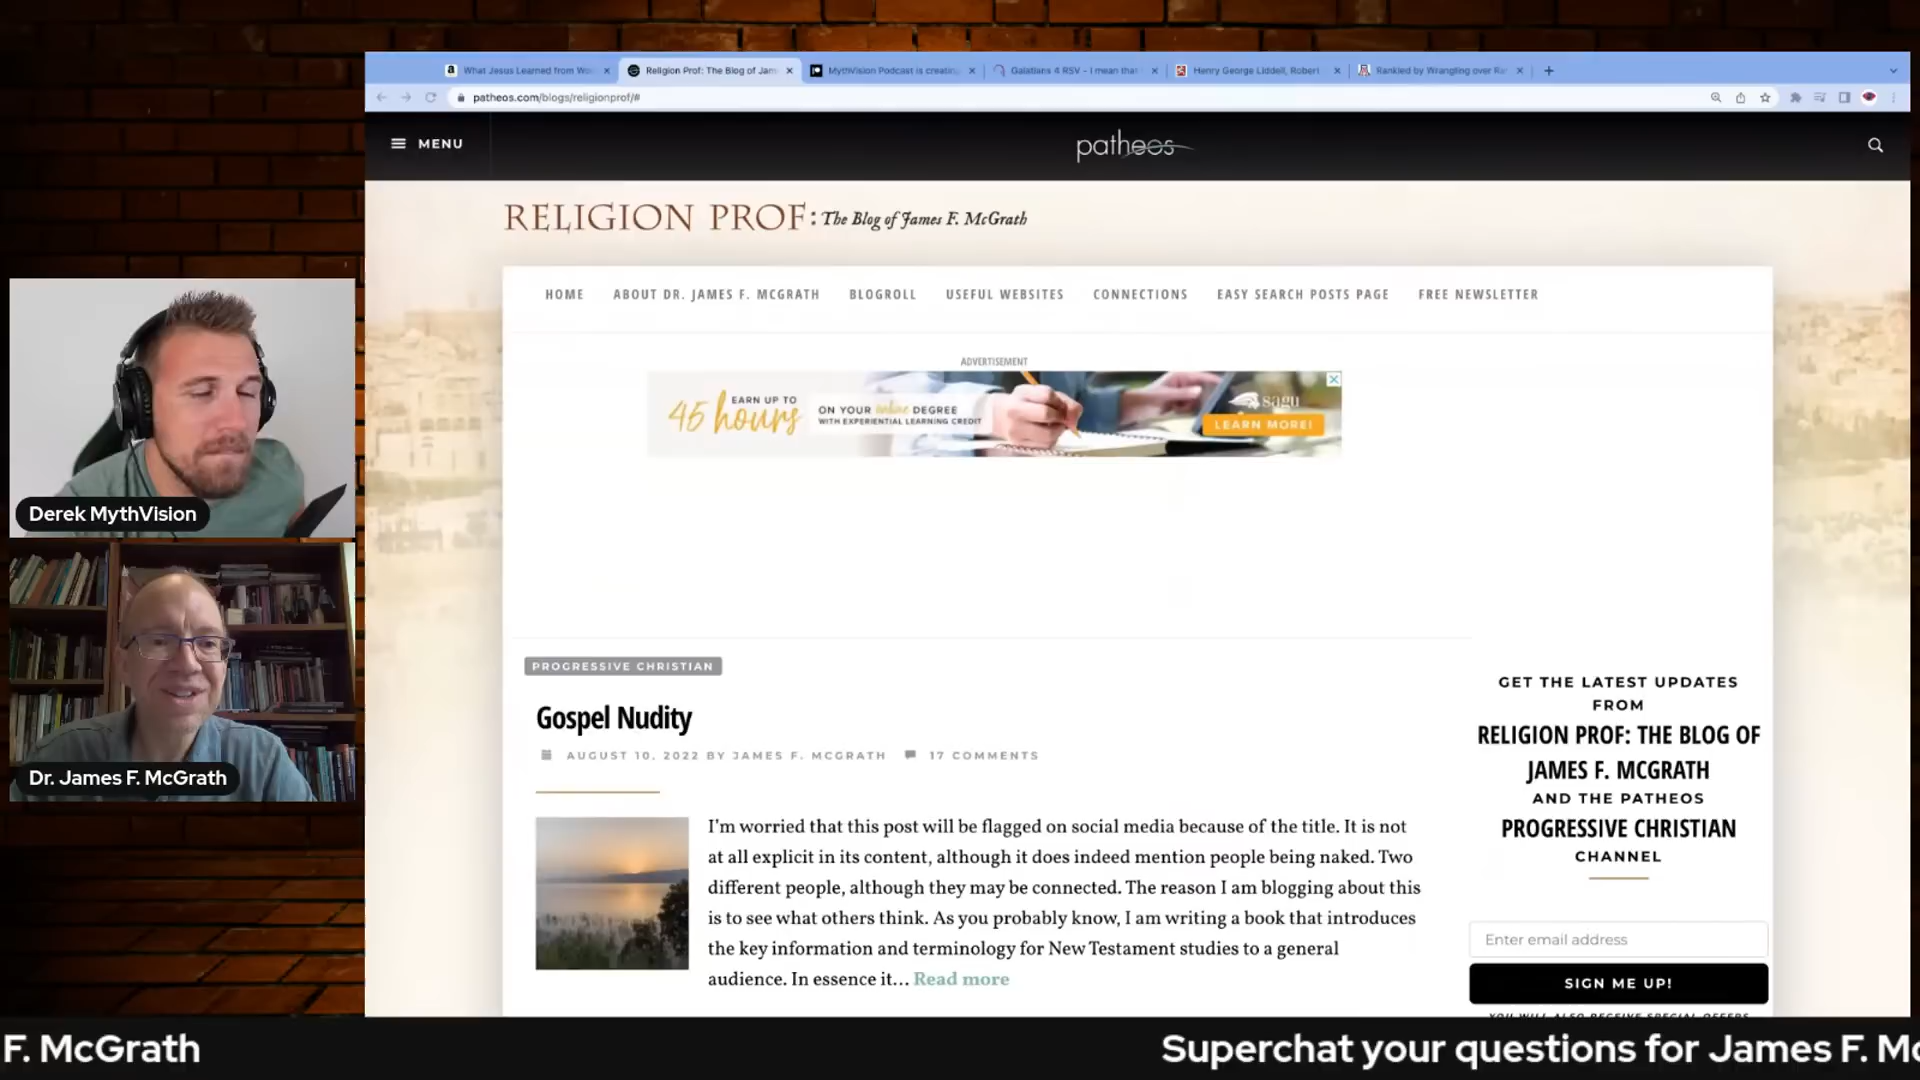 What Jesus Learned from Wo
Religion Prof: The Blog of Jam
MythVision Podcast is creating
Galatians 4 RSV - I mean that
Henry George Liddell, Robert
Rankled by Wrangling over Ra
patheos.com/blogs/religionprof/#
MENU
patheos
RELIGION PROF: The Blog of James F. McGrath
HOME
ABOUT DR. JAMES F. MCGRATH
BLOGROLL
USEFUL WEBSITES
CONNECTIONS
EASY SEARCH POSTS PAGE
FREE NEWSLETTER
ADVERTISEMENT
EARN UP TO
45 hours
ON YOUR online DEGREE
WITH EXPERIENTIAL LEARNING CREDIT
sagu
LEARN MORE!
Derek MythVision
Dr. James F. McGrath
PROGRESSIVE CHRISTIAN
Gospel Nudity
AUGUST 10, 2022 BY JAMES F. MCGRATH
17 COMMENTS
I'm worried that this post will be flagged on social media because of the title. It is not
at all explicit in its content, although it does indeed mention people being naked. Two
different people, although they may be connected. The reason I am blogging about this
is to see what others think. As you probably know, I am writing a book that introduces
the key information and terminology for New Testament studies to a general
audience. In essence it... Read more
GET THE LATEST UPDATES
FROM
RELIGION PROF: THE BLOG OF
JAMES F. MCGRATH
AND THE PATHEOS
PROGRESSIVE CHRISTIAN
CHANNEL
Enter email address
SIGN ME UP!
YOU WILL ALSO RECEIVE SPECIAL OFFERS
F. McGrath
Superchat your questions for James F. Mc